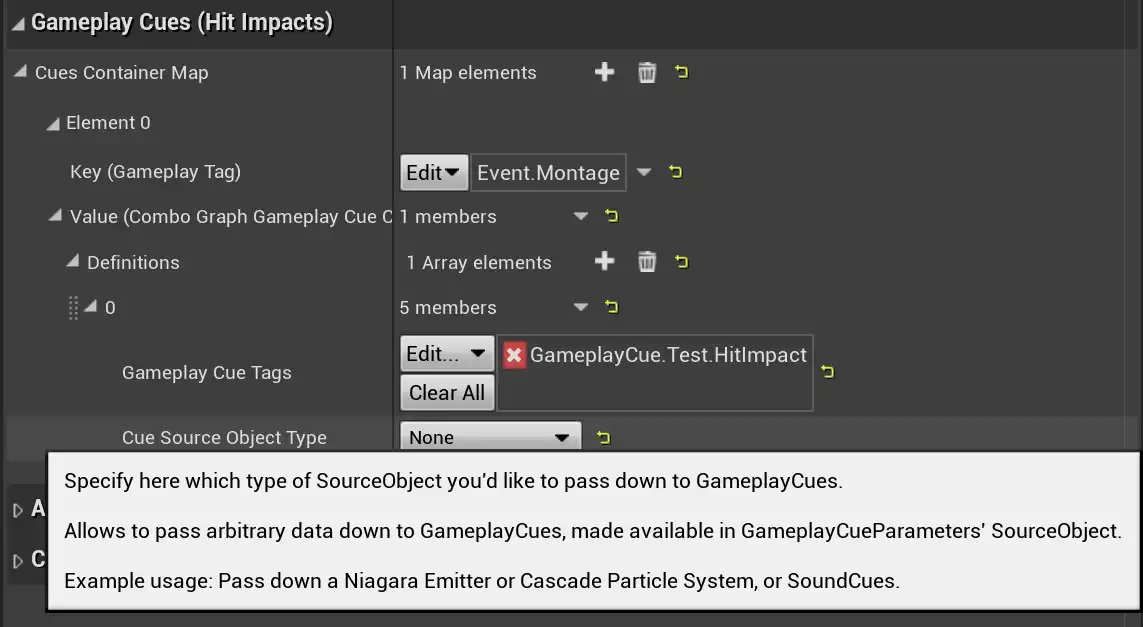 Gameplay Cues (Hit Impacts)
Cues Container Map 1 Map elements
Element 0
Key (Gameplay Tag) Edit Event.Montage
Value (Combo Graph Gameplay Cue C 1 members
Definitions 1 Array elements
0 5 members
Edit... GameplayCue.Test.HitImpact
Gameplay Cue Tags
Clear All
Cue Source Object Type None
Specify here which type of SourceObject you'd like to pass down to GameplayCues.
A
Allows to pass arbitrary data down to GameplayCues, made available in GameplayCueParameters' SourceObject.
C
Example usage: Pass down a Niagara Emitter or Cascade Particle System, or SoundCues.